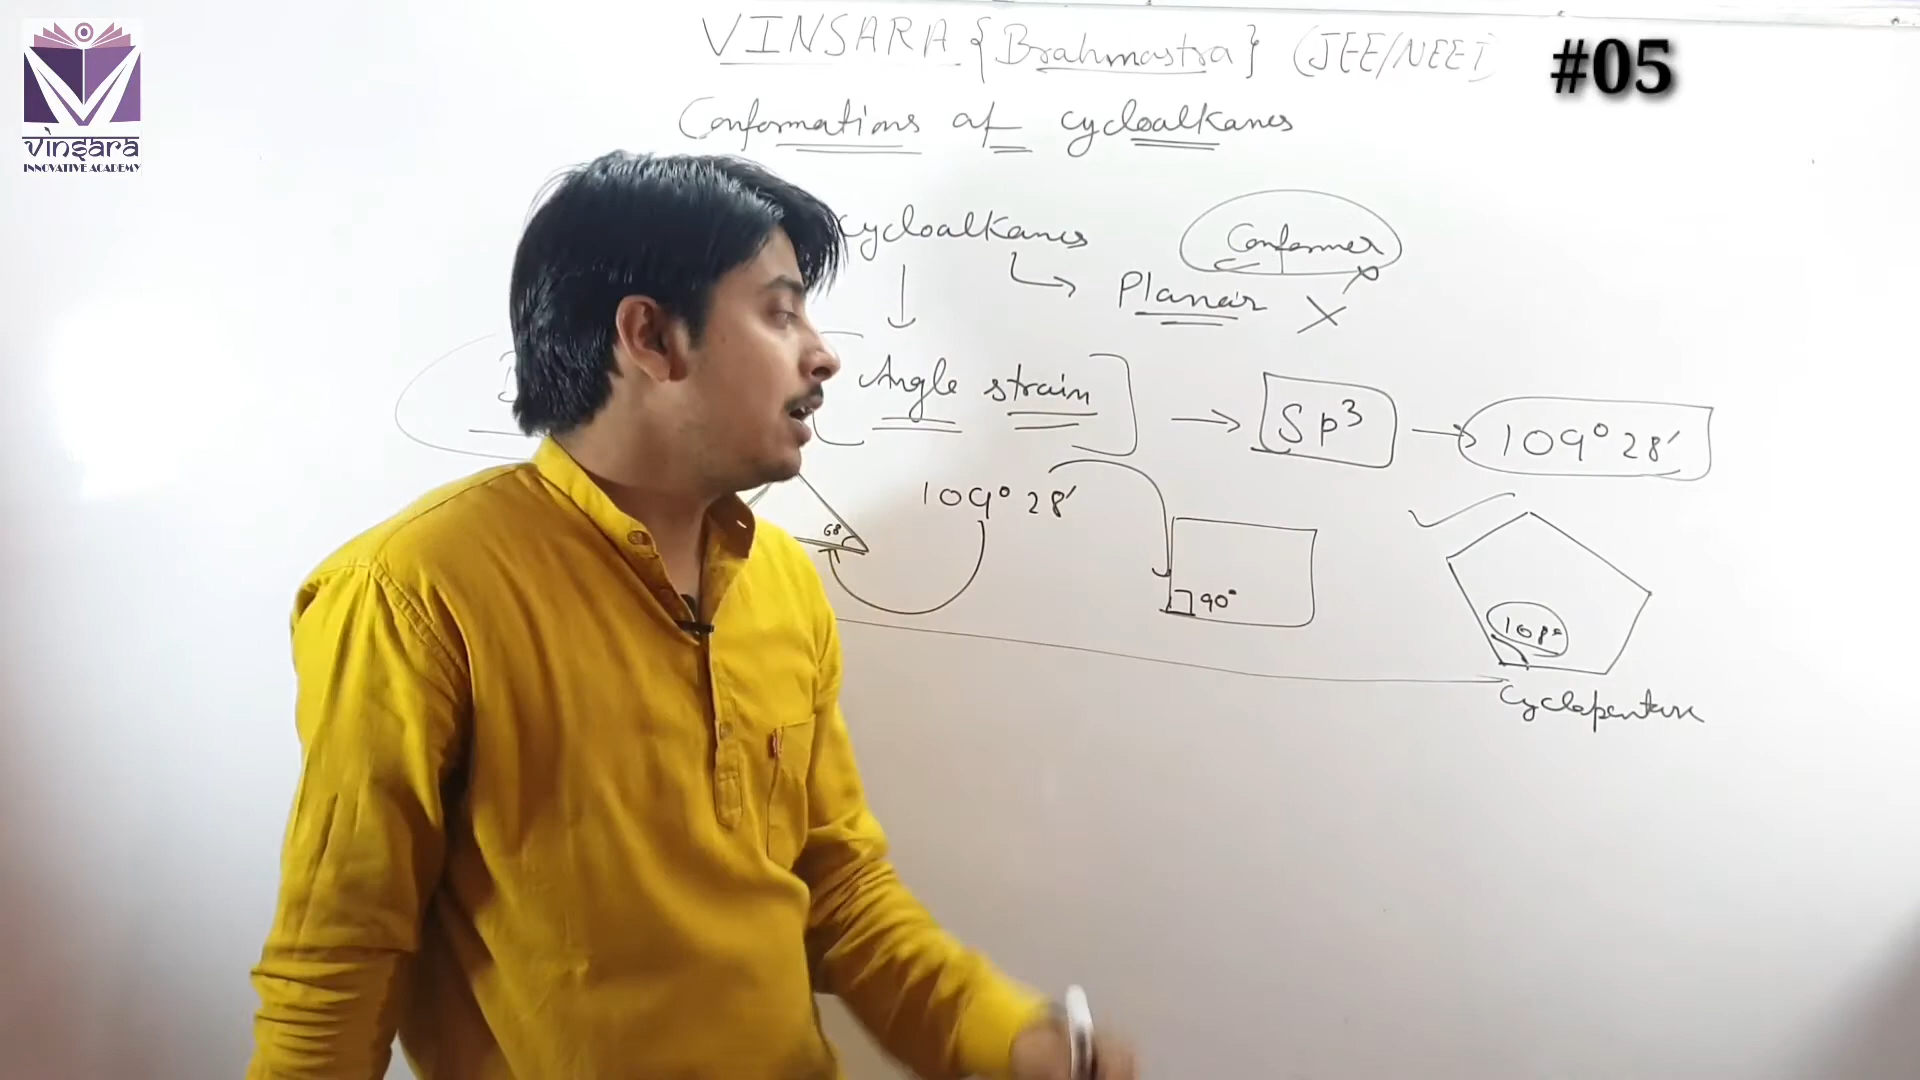 VINSARA {Brahmastra} (JEE/NEET)
#05
vinsara
INNOVATIVE ACADEMY
Conformations of cycloalkanes
cycloalkanes
Conformer
Planar X
Angle strain → Sp³ → 109° 28′
109° 28′
68
90°
108°
Cyclopentane